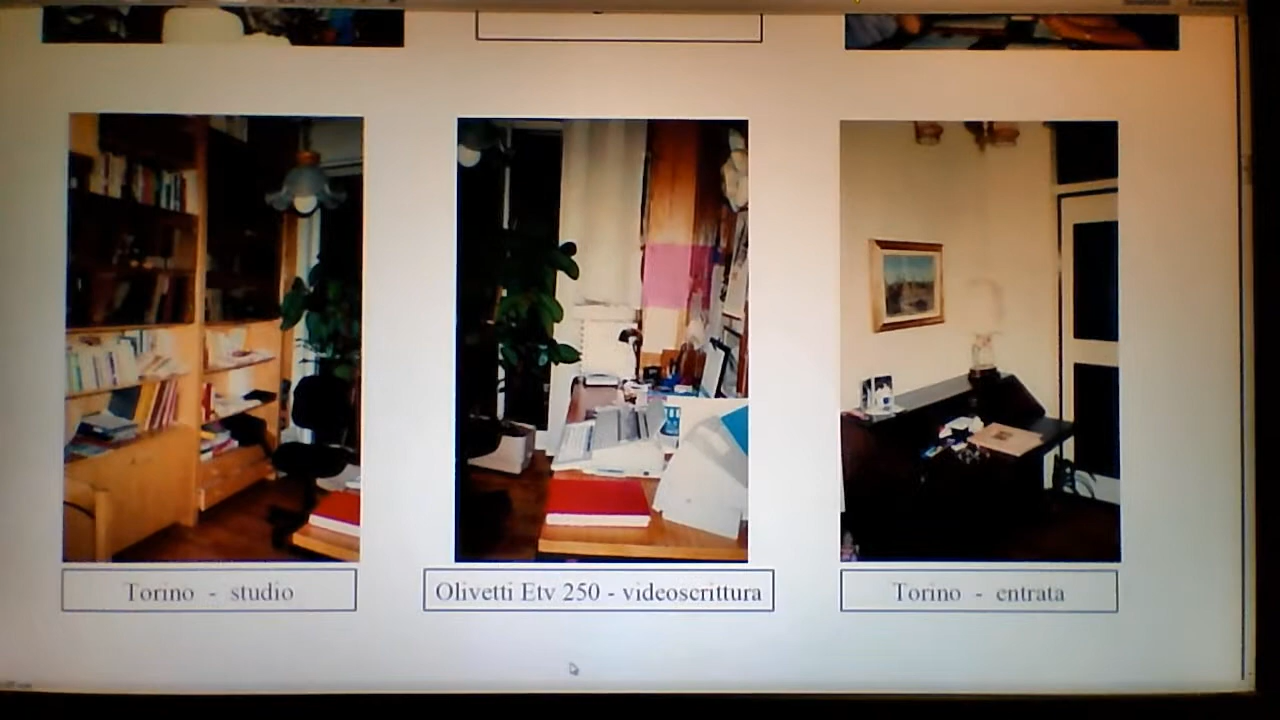 Torino - studio
Olivetti Etv 250 - videoscrittura
Torino - entrata